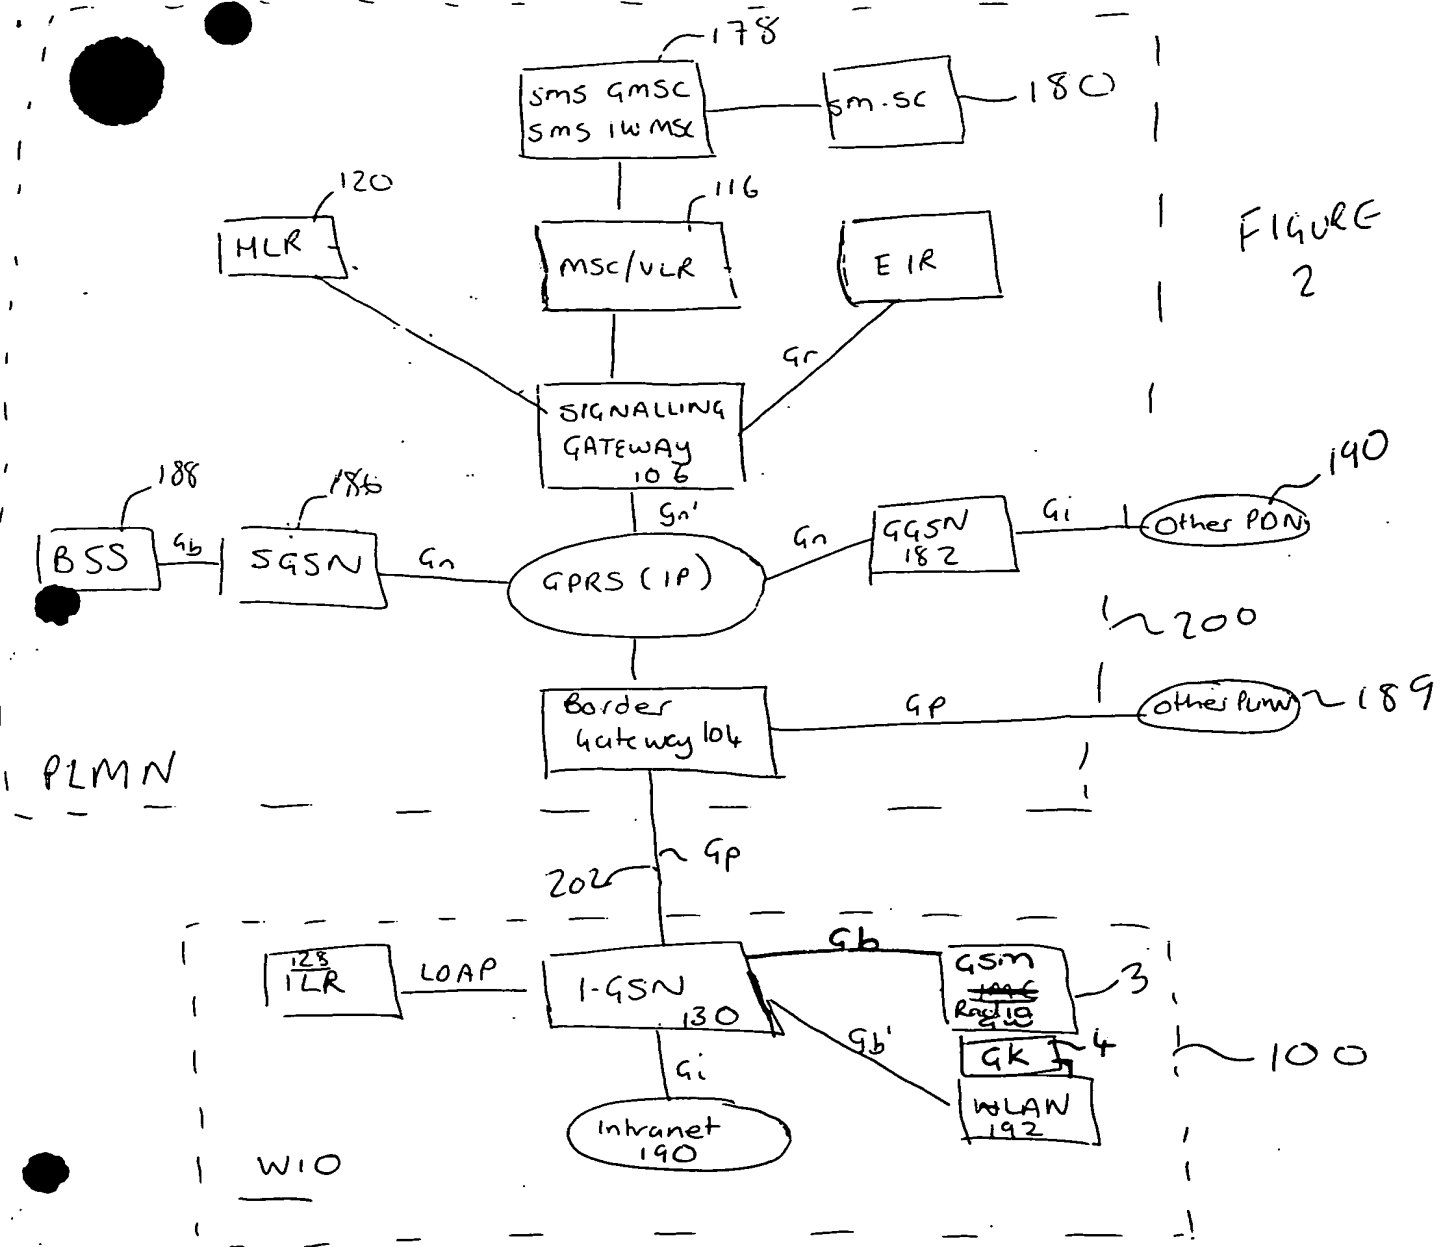 178
SMS GMSC
SMS IWMSC
SM-SC
180
120
HLR
116
MSC/VLR
EIR
FIGURE
2
Gr
SIGNALLING
GATEWAY
106
188
186
190
BSS
Gb
SGSN
Gn
Gn'
GPRS (IP)
Gn
GGSN
182
Gi
Other PDN
200
Border
Gateway 104
Gp
Other PLMN
189
PLMN
202
Gp
128
ILR
LDAP
I-GSN
130
Gb
GSM
Radio
GW
3
Gb'
GK
4
100
Gi
WLAN
192
Intranet
190
WIO